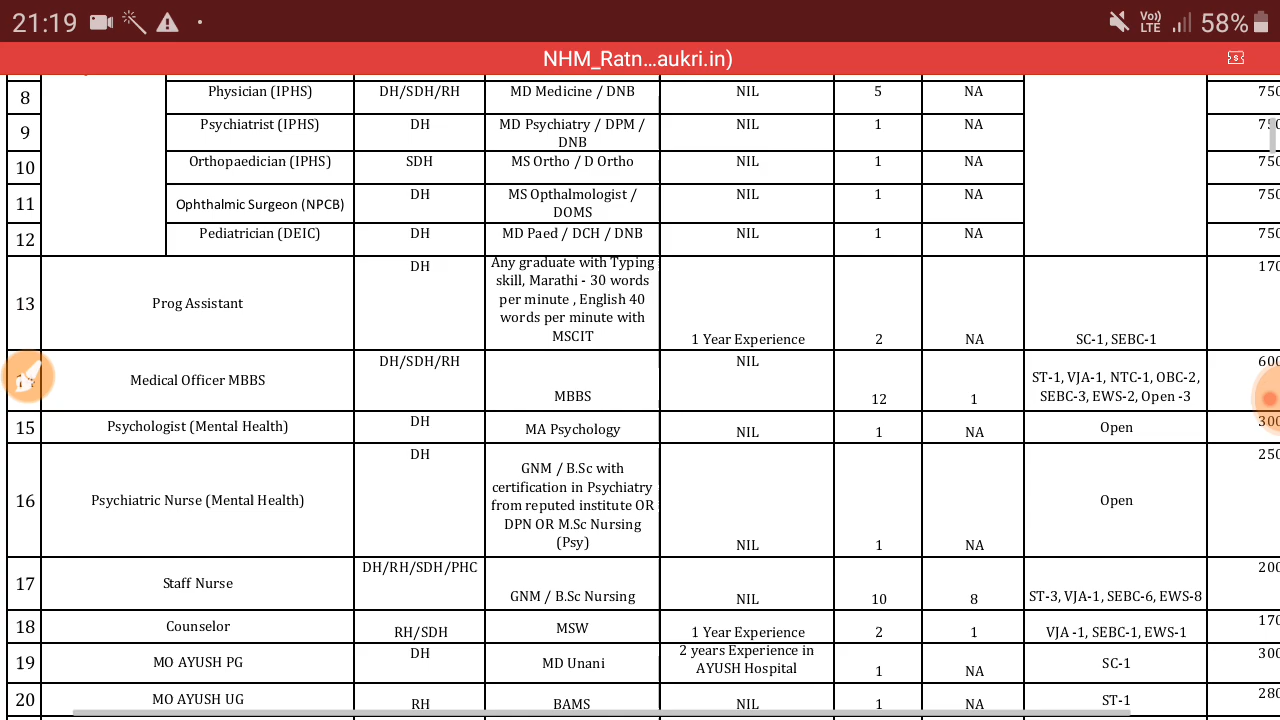 21:19
Vo)) LTE 58%
NHM_Ratn...aukri.in)
8 Physician (IPHS) DH/SDH/RH MD Medicine / DNB NIL 5 NA 750
9 Psychiatrist (IPHS) DH MD Psychiatry / DPM / NIL 1 NA
DNB
10 Orthopaedician (IPHS) SDH MS Ortho / D Ortho NIL 1 NA 750
11 Ophthalmic Surgeon (NPCB) DH MS Opthalmologist / NIL 1 NA 750
DOMS
12 Pediatrician (DEIC) DH MD Paed / DCH / DNB NIL 1 NA 750
13 Prog Assistant DH Any graduate with Typing 170
skill, Marathi - 30 words
per minute , English 40
words per minute with
MSCIT 1 Year Experience 2 NA SC-1, SEBC-1
Medical Officer MBBS DH/SDH/RH MBBS NIL 12 1 ST-1, VJA-1, NTC-1, OBC-2, 600
SEBC-3, EWS-2, Open -3
15 Psychologist (Mental Health) DH MA Psychology NIL 1 NA Open 300
16 Psychiatric Nurse (Mental Health) DH GNM / B.Sc with 250
certification in Psychiatry
from reputed institute OR
DPN OR M.Sc Nursing
(Psy) NIL 1 NA Open
17 Staff Nurse DH/RH/SDH/PHC GNM / B.Sc Nursing NIL 10 8 ST-3, VJA-1, SEBC-6, EWS-8 200
18 Counselor RH/SDH MSW 1 Year Experience 2 1 VJA -1, SEBC-1, EWS-1 170
19 MO AYUSH PG DH MD Unani 2 years Experience in 1 NA SC-1 300
AYUSH Hospital
20 MO AYUSH UG RH BAMS NIL 1 NA ST-1 280